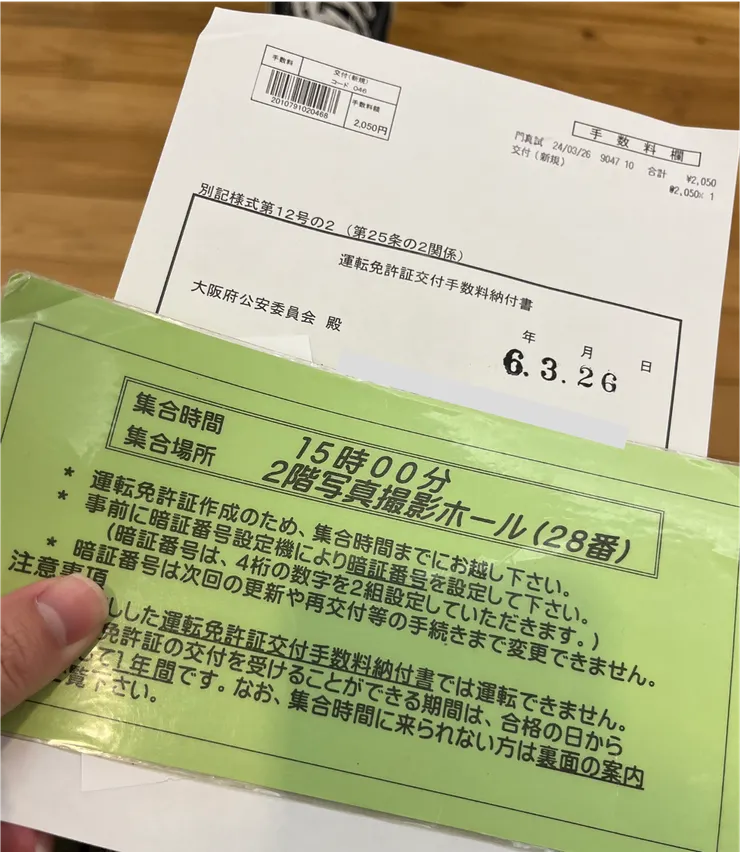 手数料
交付(新規)
コード 046
2010791020468
手数料額
2,050円
手数料欄
門真試 24/03/26 9047 10 合計 ¥2,050
交付(新規) ¥2,050× 1
別記様式第12号の2 (第25条の2関係)
運転免許証交付手数料納付書
大阪府公安委員会 殿
年 月 日
6.3.26
集合時間 15時00分
集合場所 2階写真撮影ホール(28番)
* 運転免許証作成のため、集合時間までにお越し下さい。
* 事前に暗証番号設定機により暗証番号を設定して下さい。
(暗証番号は、4桁の数字を2組設定していただきます。)
* 暗証番号は次回の更新や再交付等の手続きまで変更できません。
注意事項
した運転免許証交付手数料納付書では運転できません。
免許証の交付を受けることができる期間は、合格の日から
て1年間です。なお、集合時間に来られない方は裏面の案内
ご覧下さい。